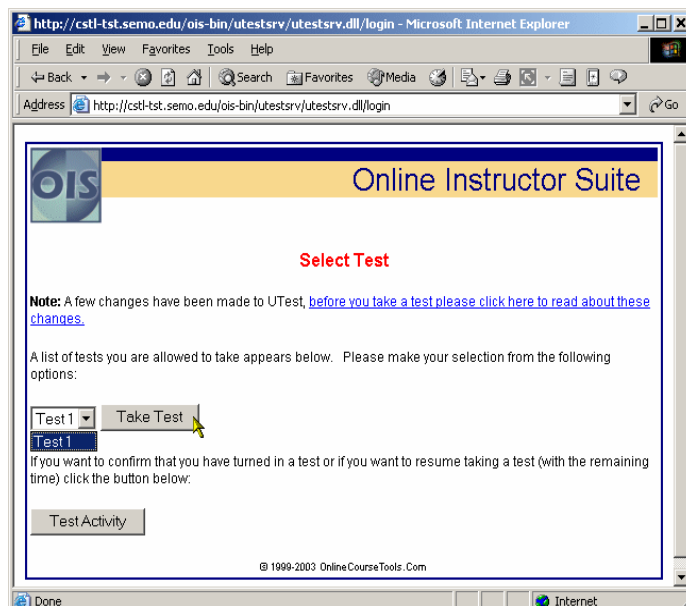 http://cstl-tst.semo.edu/ois-bin/utestsrv/utestsrv.dll/login - Microsoft Internet Explorer
File Edit View Favorites Tools Help
Back Search Favorites Media
Address http://cstl-tst.semo.edu/ois-bin/utestsrv/utestsrv.dll/login Go
OIS Online Instructor Suite
Select Test
Note: A few changes have been made to UTest, before you take a test please click here to read about these
changes.
A list of tests you are allowed to take appears below. Please make your selection from the following
options:
Test1 Take Test
Test1
If you want to confirm that you have turned in a test or if you want to resume taking a test (with the remaining
time) click the button below:
Test Activity
© 1999-2003 OnlineCourseTools.Com
Done Internet